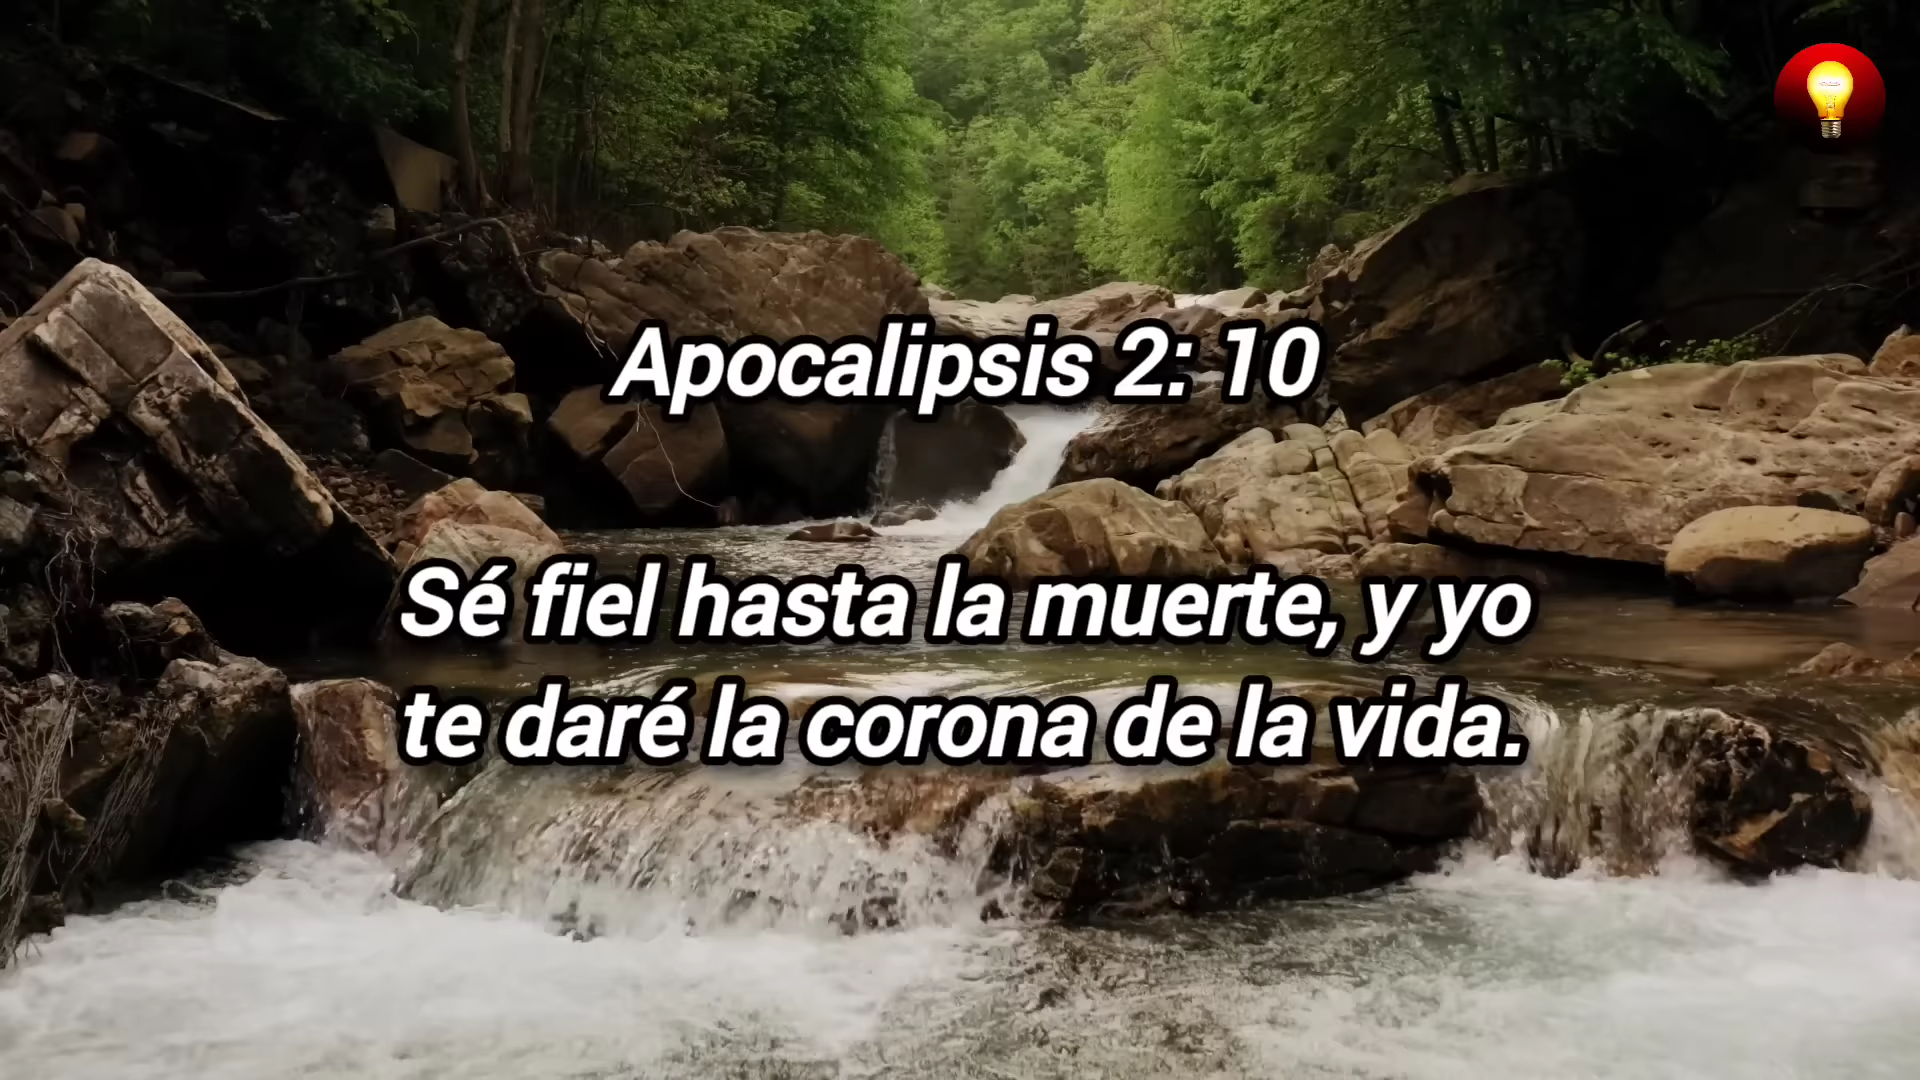 Apocalipsis 2: 10
Sé fiel hasta la muerte, y yo
te daré la corona de la vida.